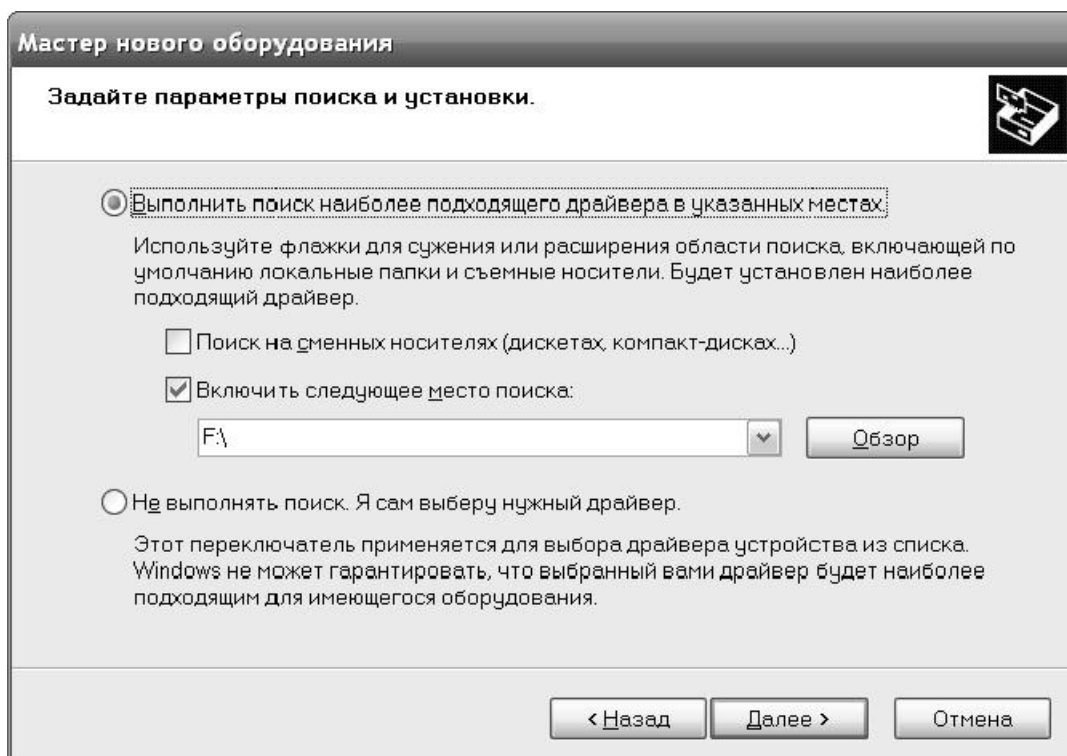 Мастер нового оборудования
Задайте параметры поиска и установки.
Выполнить поиск наиболее подходящего драйвера в указанных местах.
Используйте флажки для сужения или расширения области поиска, включающей по
умолчанию локальные папки и съемные носители. Будет установлен наиболее
подходящий драйвер.
Поиск на сменных носителях (дискетах, компакт-дисках...)
Включить следующее место поиска:
F:\
Обзор
Не выполнять поиск. Я сам выберу нужный драйвер.
Этот переключатель применяется для выбора драйвера устройства из списка.
Windows не может гарантировать, что выбранный вами драйвер будет наиболее
подходящим для имеющегося оборудования.
< Назад Далее > Отмена